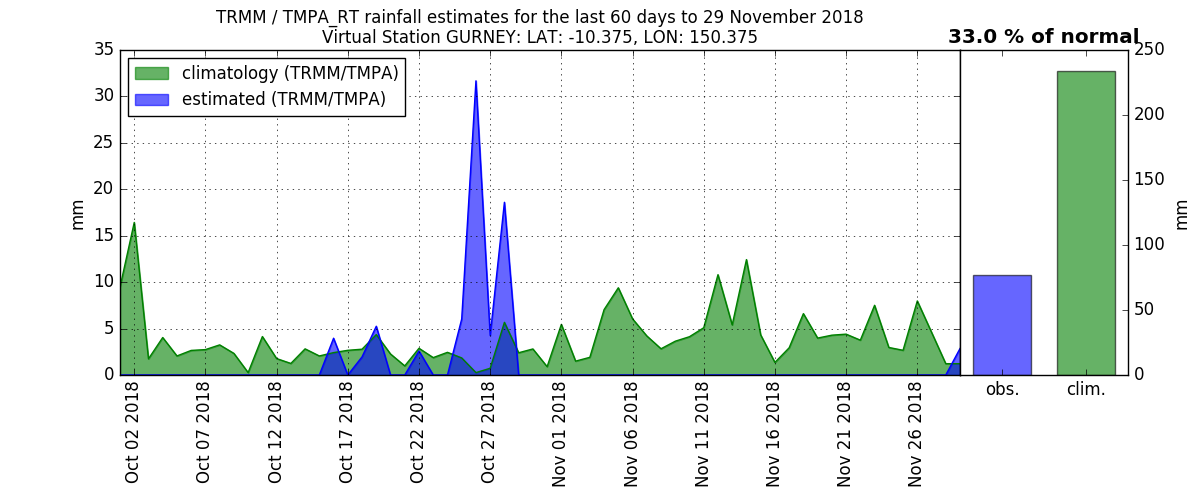 TRMM / TMPA_RT rainfall estimates for the last 60 days to 29 November 2018
Virtual Station GURNEY: LAT: -10.375, LON: 150.375
33.0 % of normal
climatology (TRMM/TMPA)
estimated (TRMM/TMPA)
mm
35
30
25
20
15
10
5
0
Oct 02 2018
Oct 07 2018
Oct 12 2018
Oct 17 2018
Oct 22 2018
Oct 27 2018
Nov 01 2018
Nov 06 2018
Nov 11 2018
Nov 16 2018
Nov 21 2018
Nov 26 2018
obs.
clim.
250
200
150
100
50
0
mm